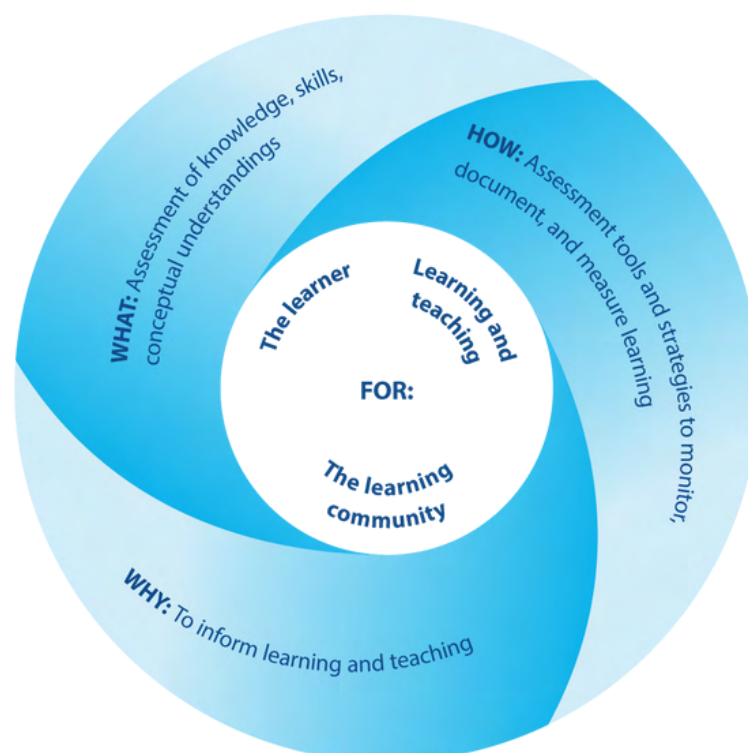 WHAT: Assessment of knowledge, skills,
conceptual understandings
HOW: Assessment tools and strategies to monitor,
document, and measure learning
The learner
Learning and
teaching
FOR:
The learning
community
WHY: To inform learning and teaching